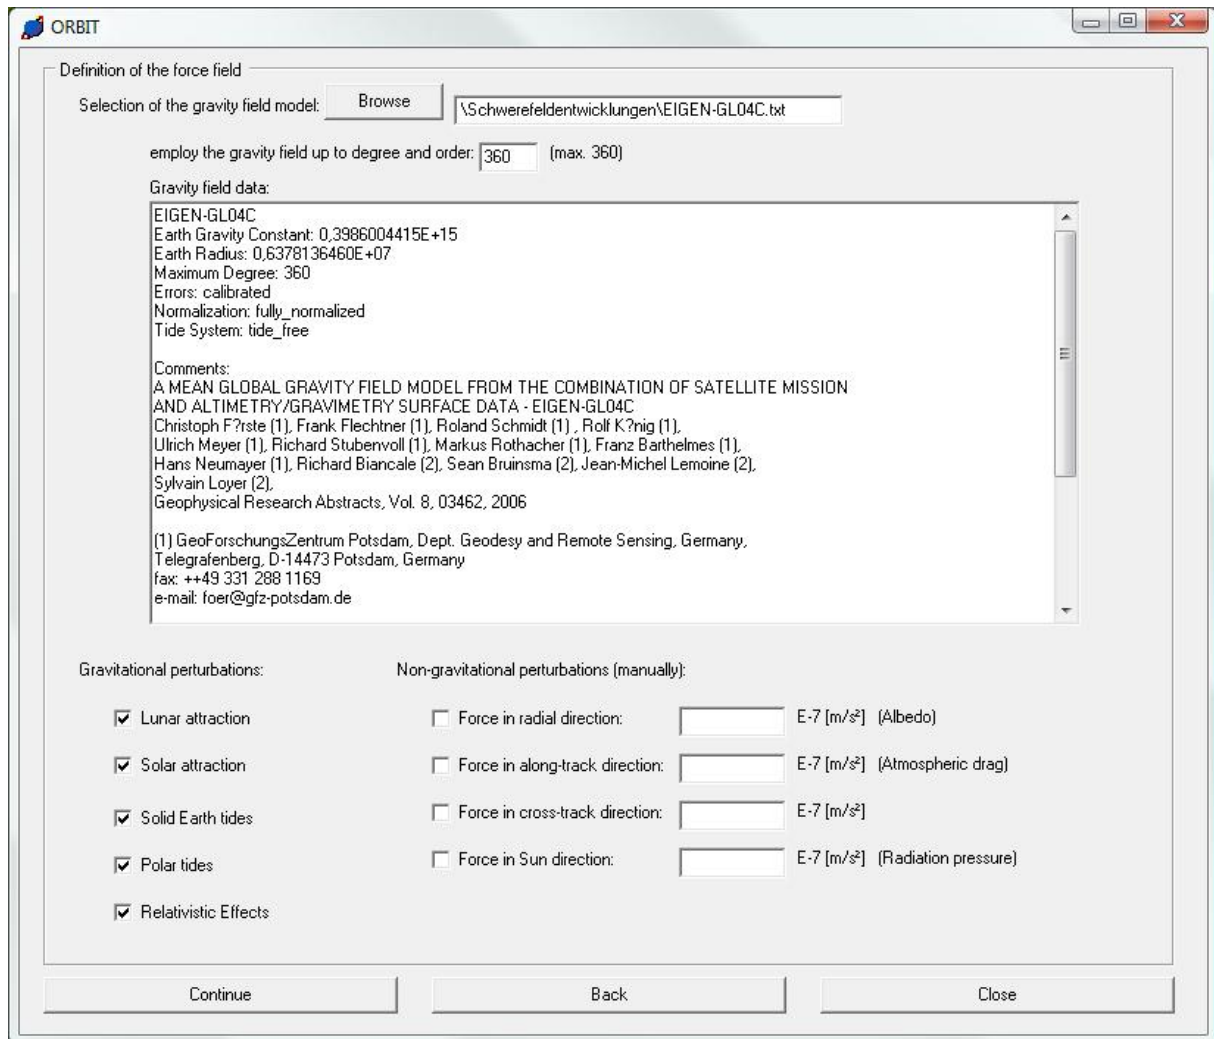 ORBIT
Definition of the force field
Selection of the gravity field model: Browse \Schwerefeldentwicklungen\EIGEN-GL04C.txt
employ the gravity field up to degree and order: 360 (max. 360)
Gravity field data:
EIGEN-GL04C
Earth Gravity Constant: 0,3986004415E+15
Earth Radius: 0,6378136460E+07
Maximum Degree: 360
Errors: calibrated
Normalization: fully_normalized
Tide System: tide_free
Comments:
A MEAN GLOBAL GRAVITY FIELD MODEL FROM THE COMBINATION OF SATELLITE MISSION
AND ALTIMETRY/GRAVIMETRY SURFACE DATA - EIGEN-GL04C
Christoph F?rste (1), Frank Flechtner (1), Roland Schmidt (1) , Rolf K?nig (1),
Ulrich Meyer (1), Richard Stubenvoll (1), Markus Rothacher (1), Franz Barthelmes (1),
Hans Neumayer (1), Richard Biancale (2), Sean Bruinsma (2), Jean-Michel Lemoine (2),
Sylvain Loyer (2),
Geophysical Research Abstracts, Vol. 8, 03462, 2006
(1) GeoForschungsZentrum Potsdam, Dept. Geodesy and Remote Sensing, Germany,
Telegrafenberg, D-14473 Potsdam, Germany
fax: ++49 331 288 1169
e-mail: foer@gfz-potsdam.de
Gravitational perturbations: Non-gravitational perturbations (manually):
Lunar attraction Force in radial direction: E-7 [m/s²] (Albedo)
Solar attraction Force in along-track direction: E-7 [m/s²] (Atmospheric drag)
Solid Earth tides Force in cross-track direction: E-7 [m/s²]
Polar tides Force in Sun direction: E-7 [m/s²] (Radiation pressure)
Relativistic Effects
Continue Back Close